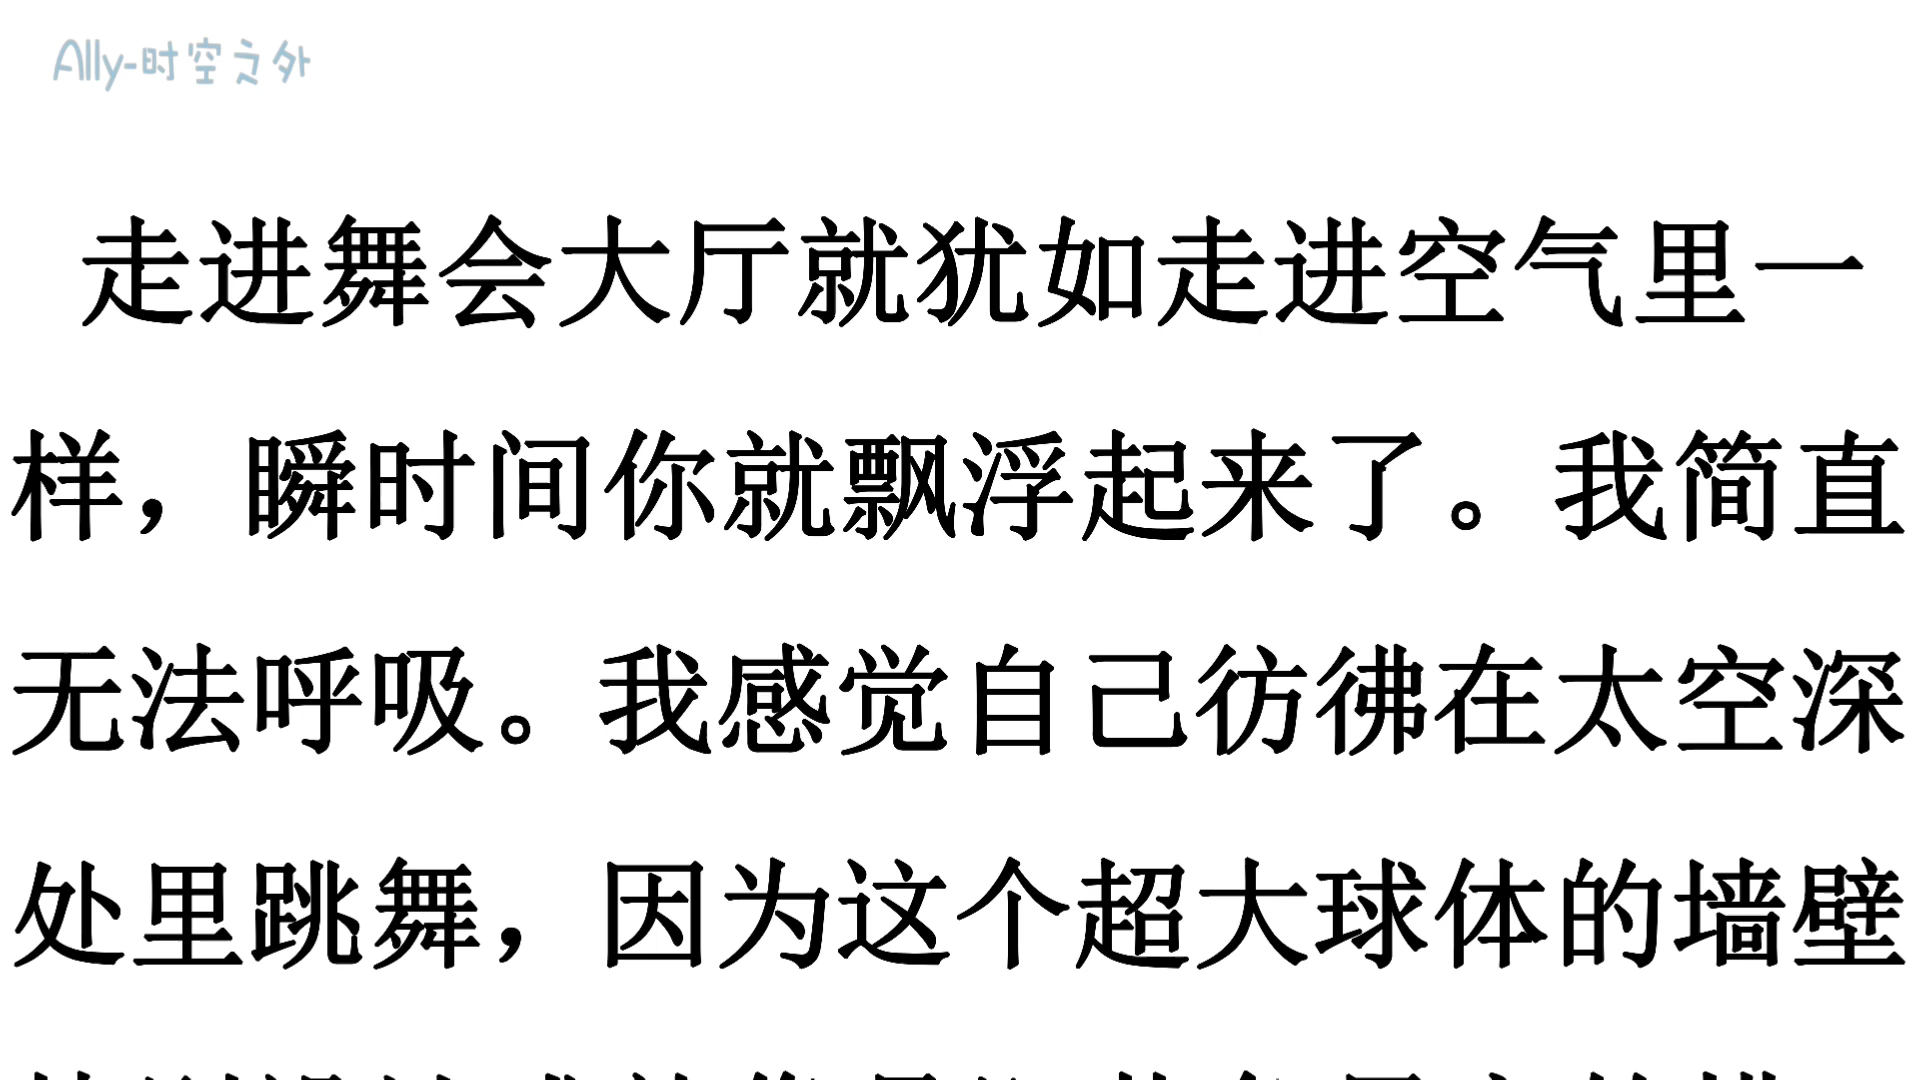 Ally-时空之外
走进舞会大厅就犹如走进空气里一
样，瞬时间你就飘浮起来了。我简直
无法呼吸。我感觉自己彷彿在太空深
处里跳舞，因为这个超大球体的墙壁